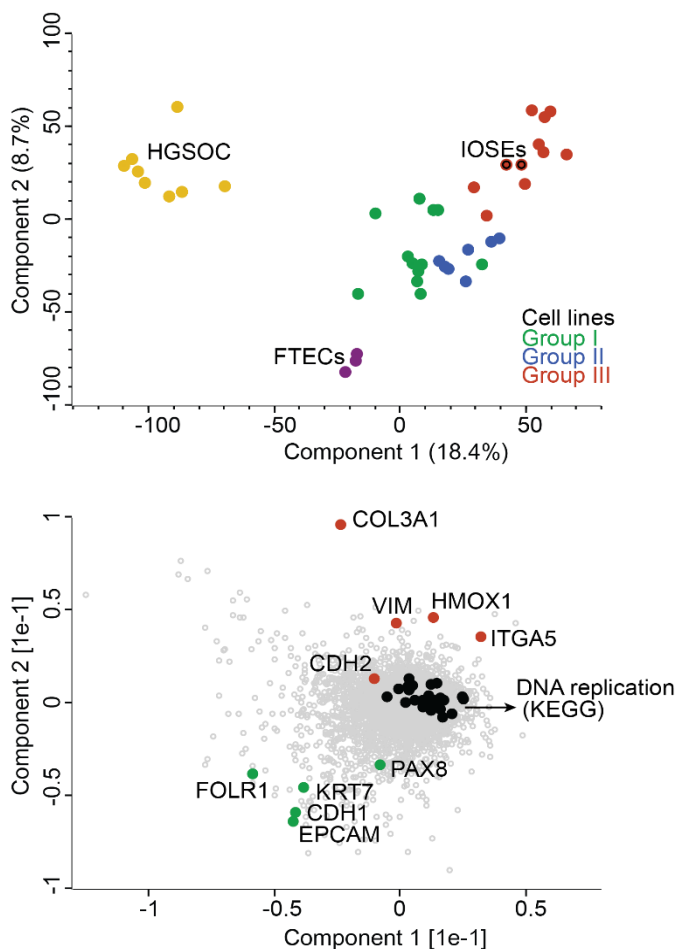 100
50
0
-50
-100
Component 2 (8.7%)
HGSOC
IOSEs
FTECs
Cell lines
Group I
Group II
Group III
-100
-50
0
50
Component 1 (18.4%)
1
0.5
0
-0.5
-1
Component 2 [1e-1]
COL3A1
VIM
HMOX1
ITGA5
CDH2
DNA replication
(KEGG)
PAX8
FOLR1
KRT7
CDH1
EPCAM
-1
-0.5
0
0.5
Component 1 [1e-1]